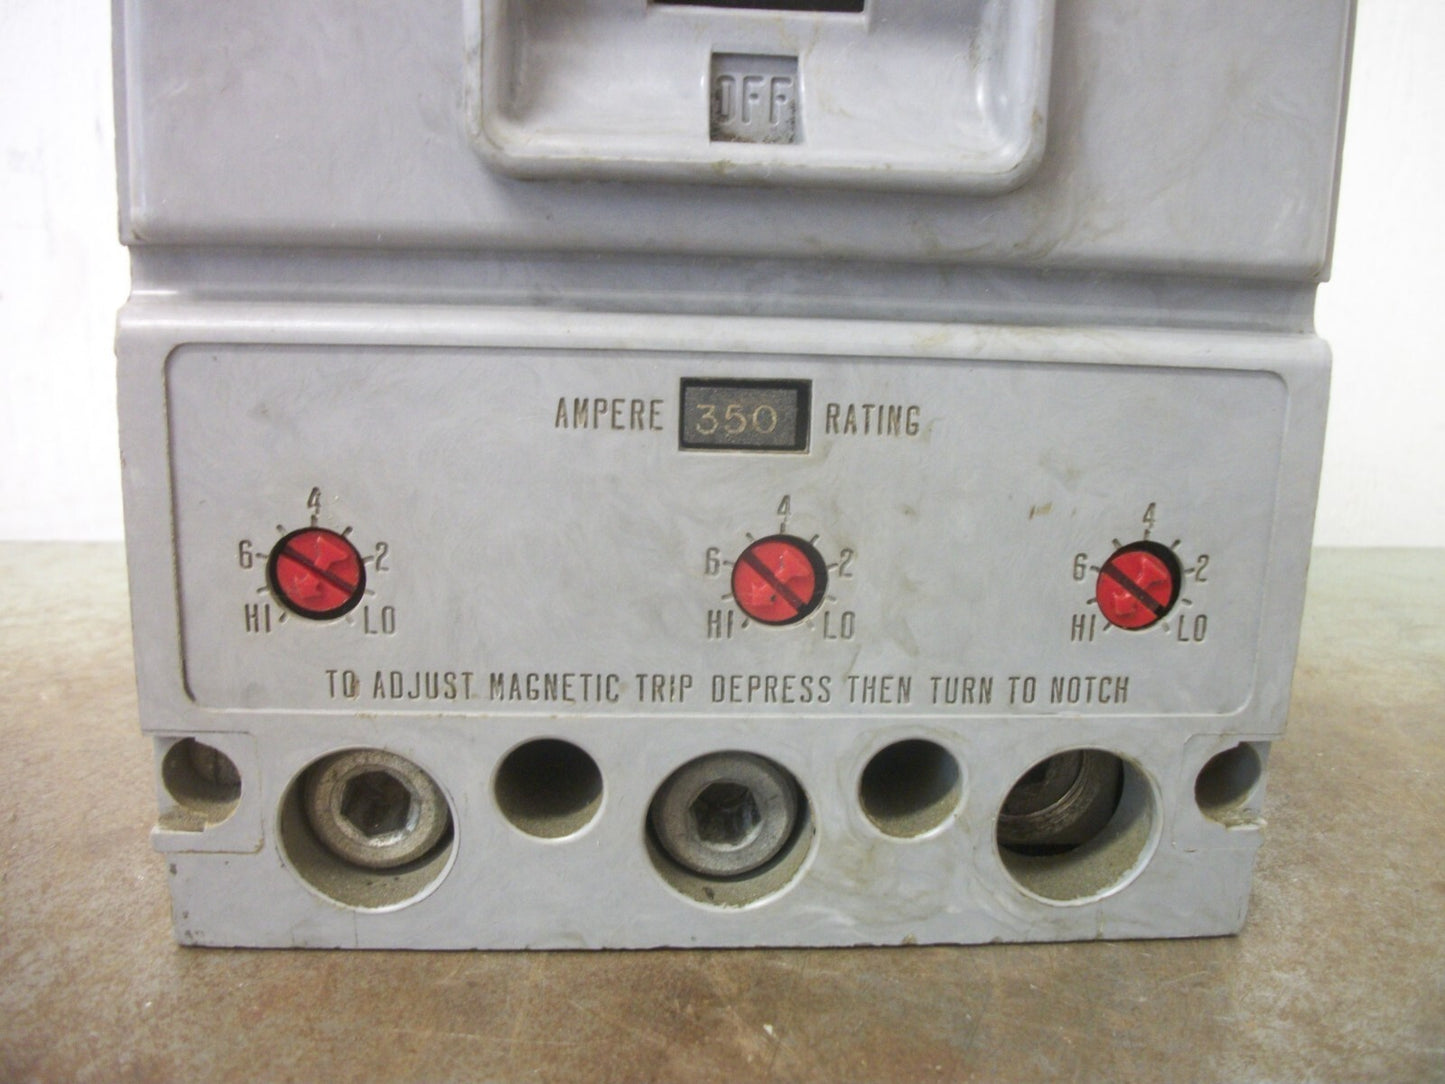 OFF
AMPERE 350 RATING
4 4 4
6 2 6 2 6 2
HI LO HI LO HI LO
TO ADJUST MAGNETIC TRIP DEPRESS THEN TURN TO NOTCH